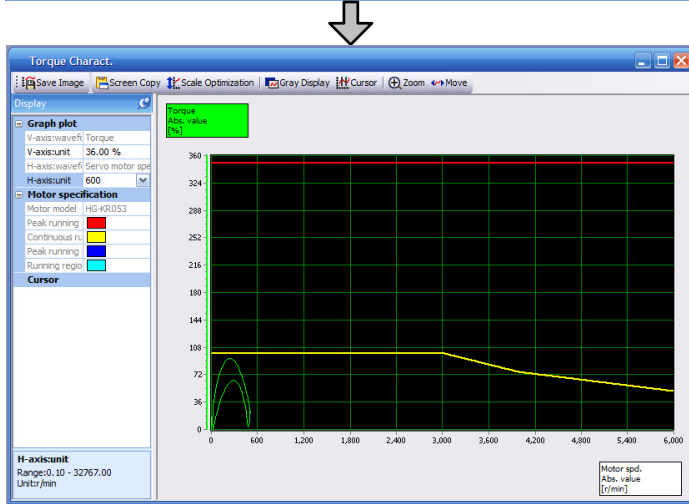 Torque Charact.
Save Image Screen Copy Scale Optimization Gray Display Cursor Zoom Move
Display
Graph plot
V-axis:wavefo Torque
V-axis:unit 36.00 %
H-axis:wavefo Servo motor spe
H-axis:unit 600
Motor specification
Motor model HG-KR053
Peak running
Continuous ru
Peak running
Running regio
Cursor
H-axis:unit
Range:0.10 - 32767.00
Unit:r/min
Torque
Abs. value
[%]
360
324
288
252
216
180
144
108
72
36
0
0 600 1,200 1,800 2,400 3,000 3,600 4,200 4,800 5,400 6,000
Motor spd.
Abs. value
[r/min]